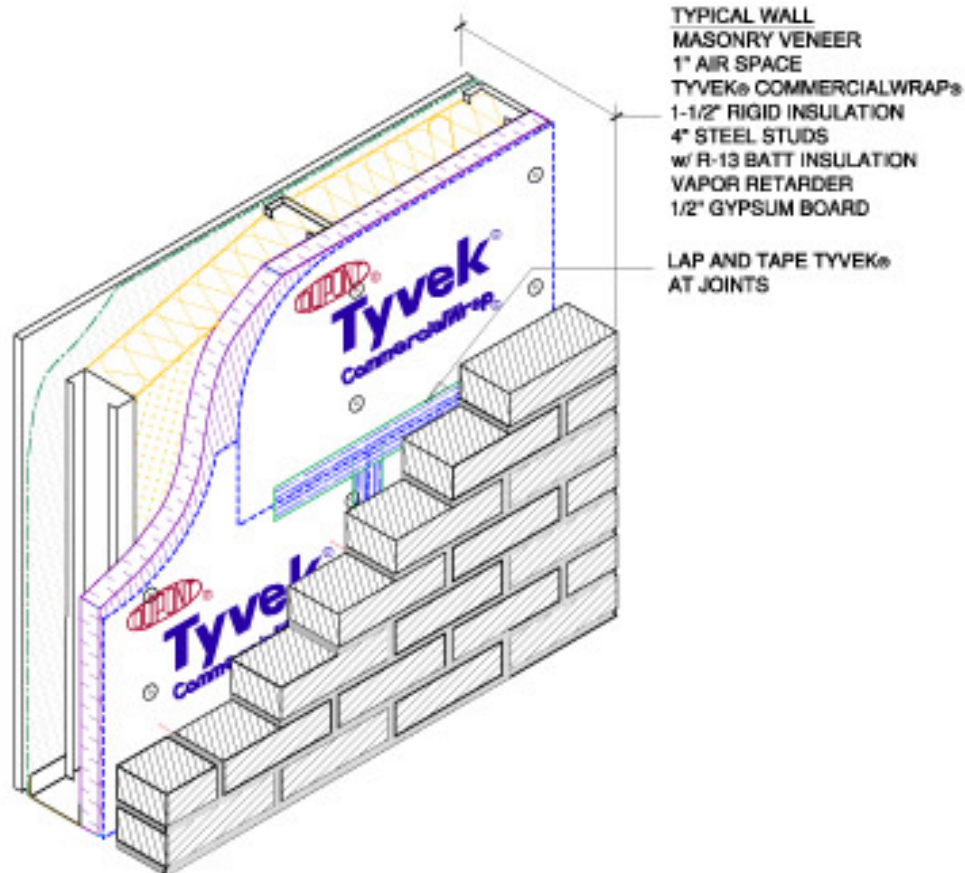 TYPICAL WALL
MASONRY VENEER
1" AIR SPACE
TYVEK® COMMERCIALWRAP®
1-1/2" RIGID INSULATION
4" STEEL STUDS
w/ R-13 BATT INSULATION
VAPOR RETARDER
1/2" GYPSUM BOARD
LAP AND TAPE TYVEK®
AT JOINTS
DUPONT®
Tyvek®
CommercialWrap®
DUPONT®
Tyvek®